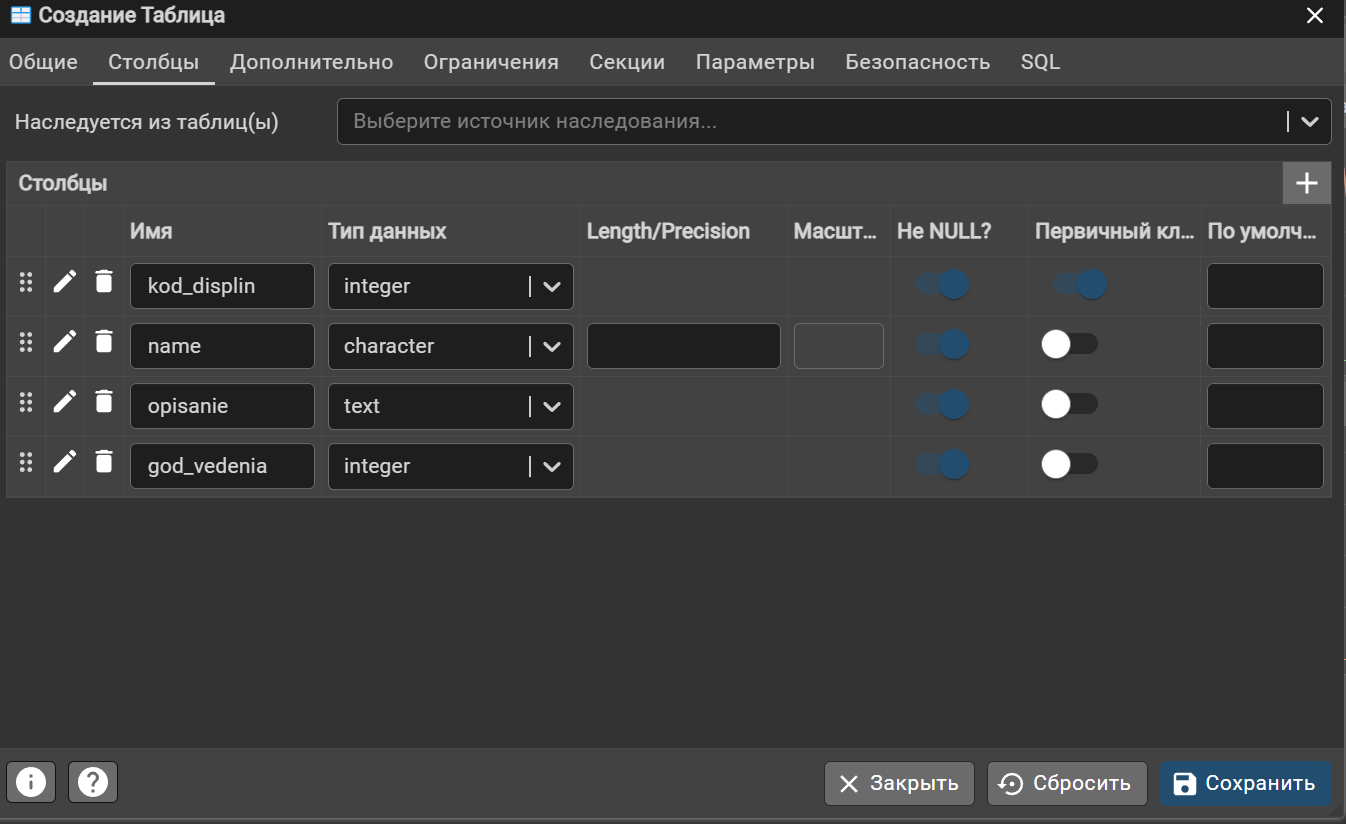 Создание Таблица
Общие Столбцы Дополнительно Ограничения Секции Параметры Безопасность SQL
Наследуется из таблиц(ы) Выберите источник наследования...
Столбцы
Имя Тип данных Length/Precision Масшт... Не NULL? Первичный кл... По умолч...
kod_displin integer
name character
opisanie text
god_vedenia integer
Закрыть Сбросить Сохранить